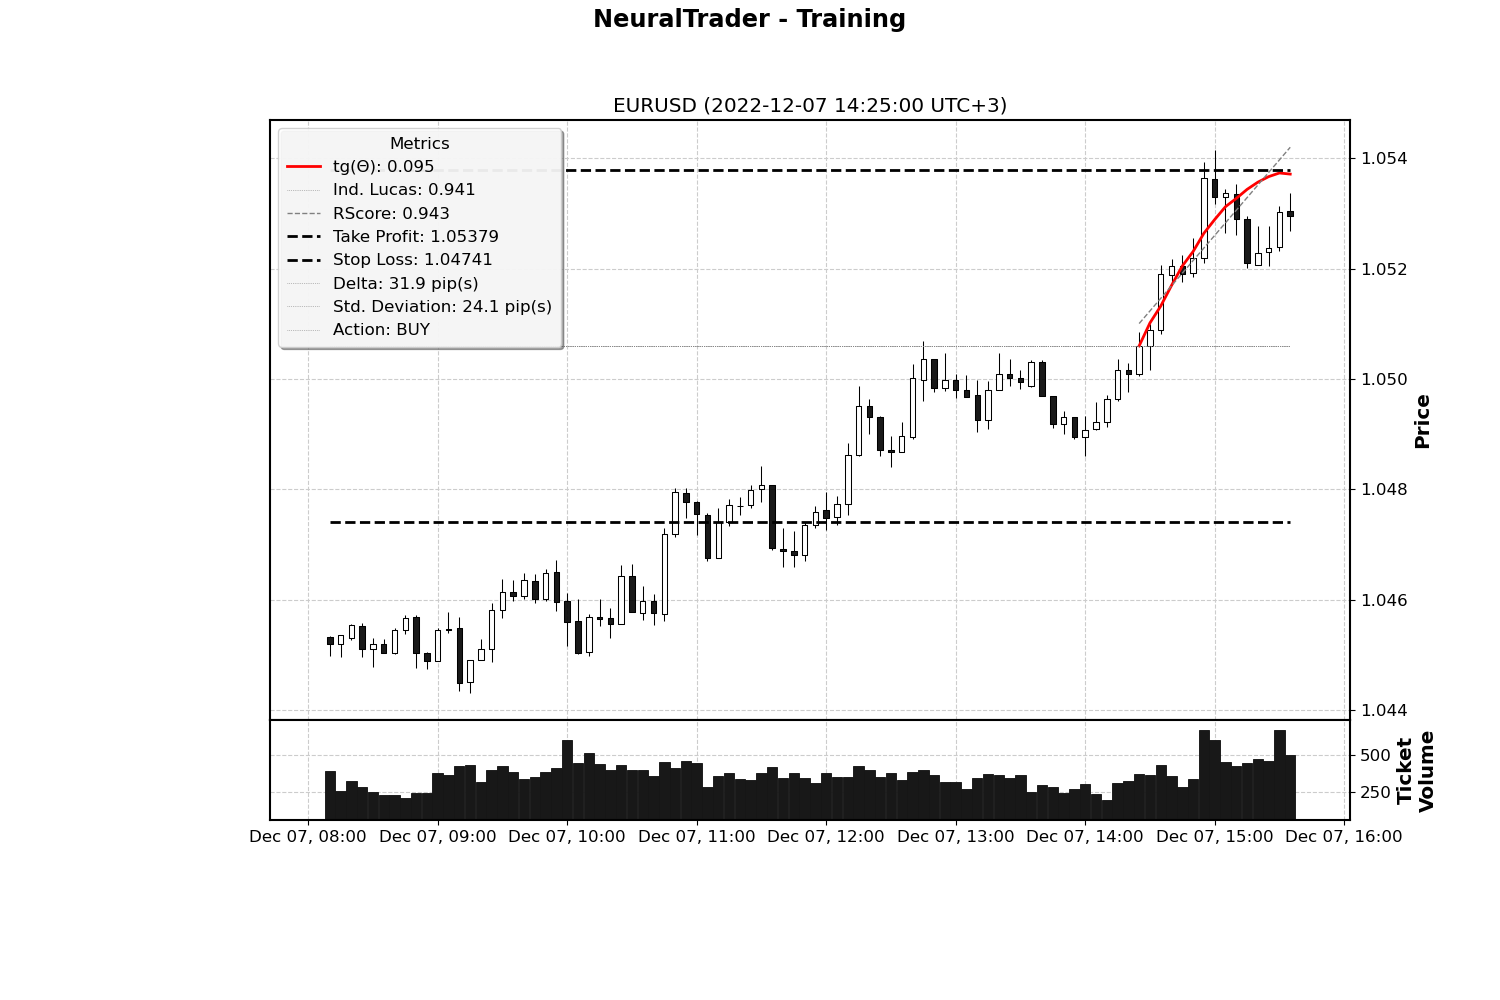 NeuralTrader - Training
EURUSD (2022-12-07 14:25:00 UTC+3)
Metrics
tg(Θ): 0.095
Ind. Lucas: 0.941
RScore: 0.943
Take Profit: 1.05379
Stop Loss: 1.04741
Delta: 31.9 pip(s)
Std. Deviation: 24.1 pip(s)
Action: BUY
1.054
1.052
1.050
1.048
1.046
1.044
Price
500
250
Ticket
Volume
Dec 07, 08:00
Dec 07, 09:00
Dec 07, 10:00
Dec 07, 11:00
Dec 07, 12:00
Dec 07, 13:00
Dec 07, 14:00
Dec 07, 15:00
Dec 07, 16:00